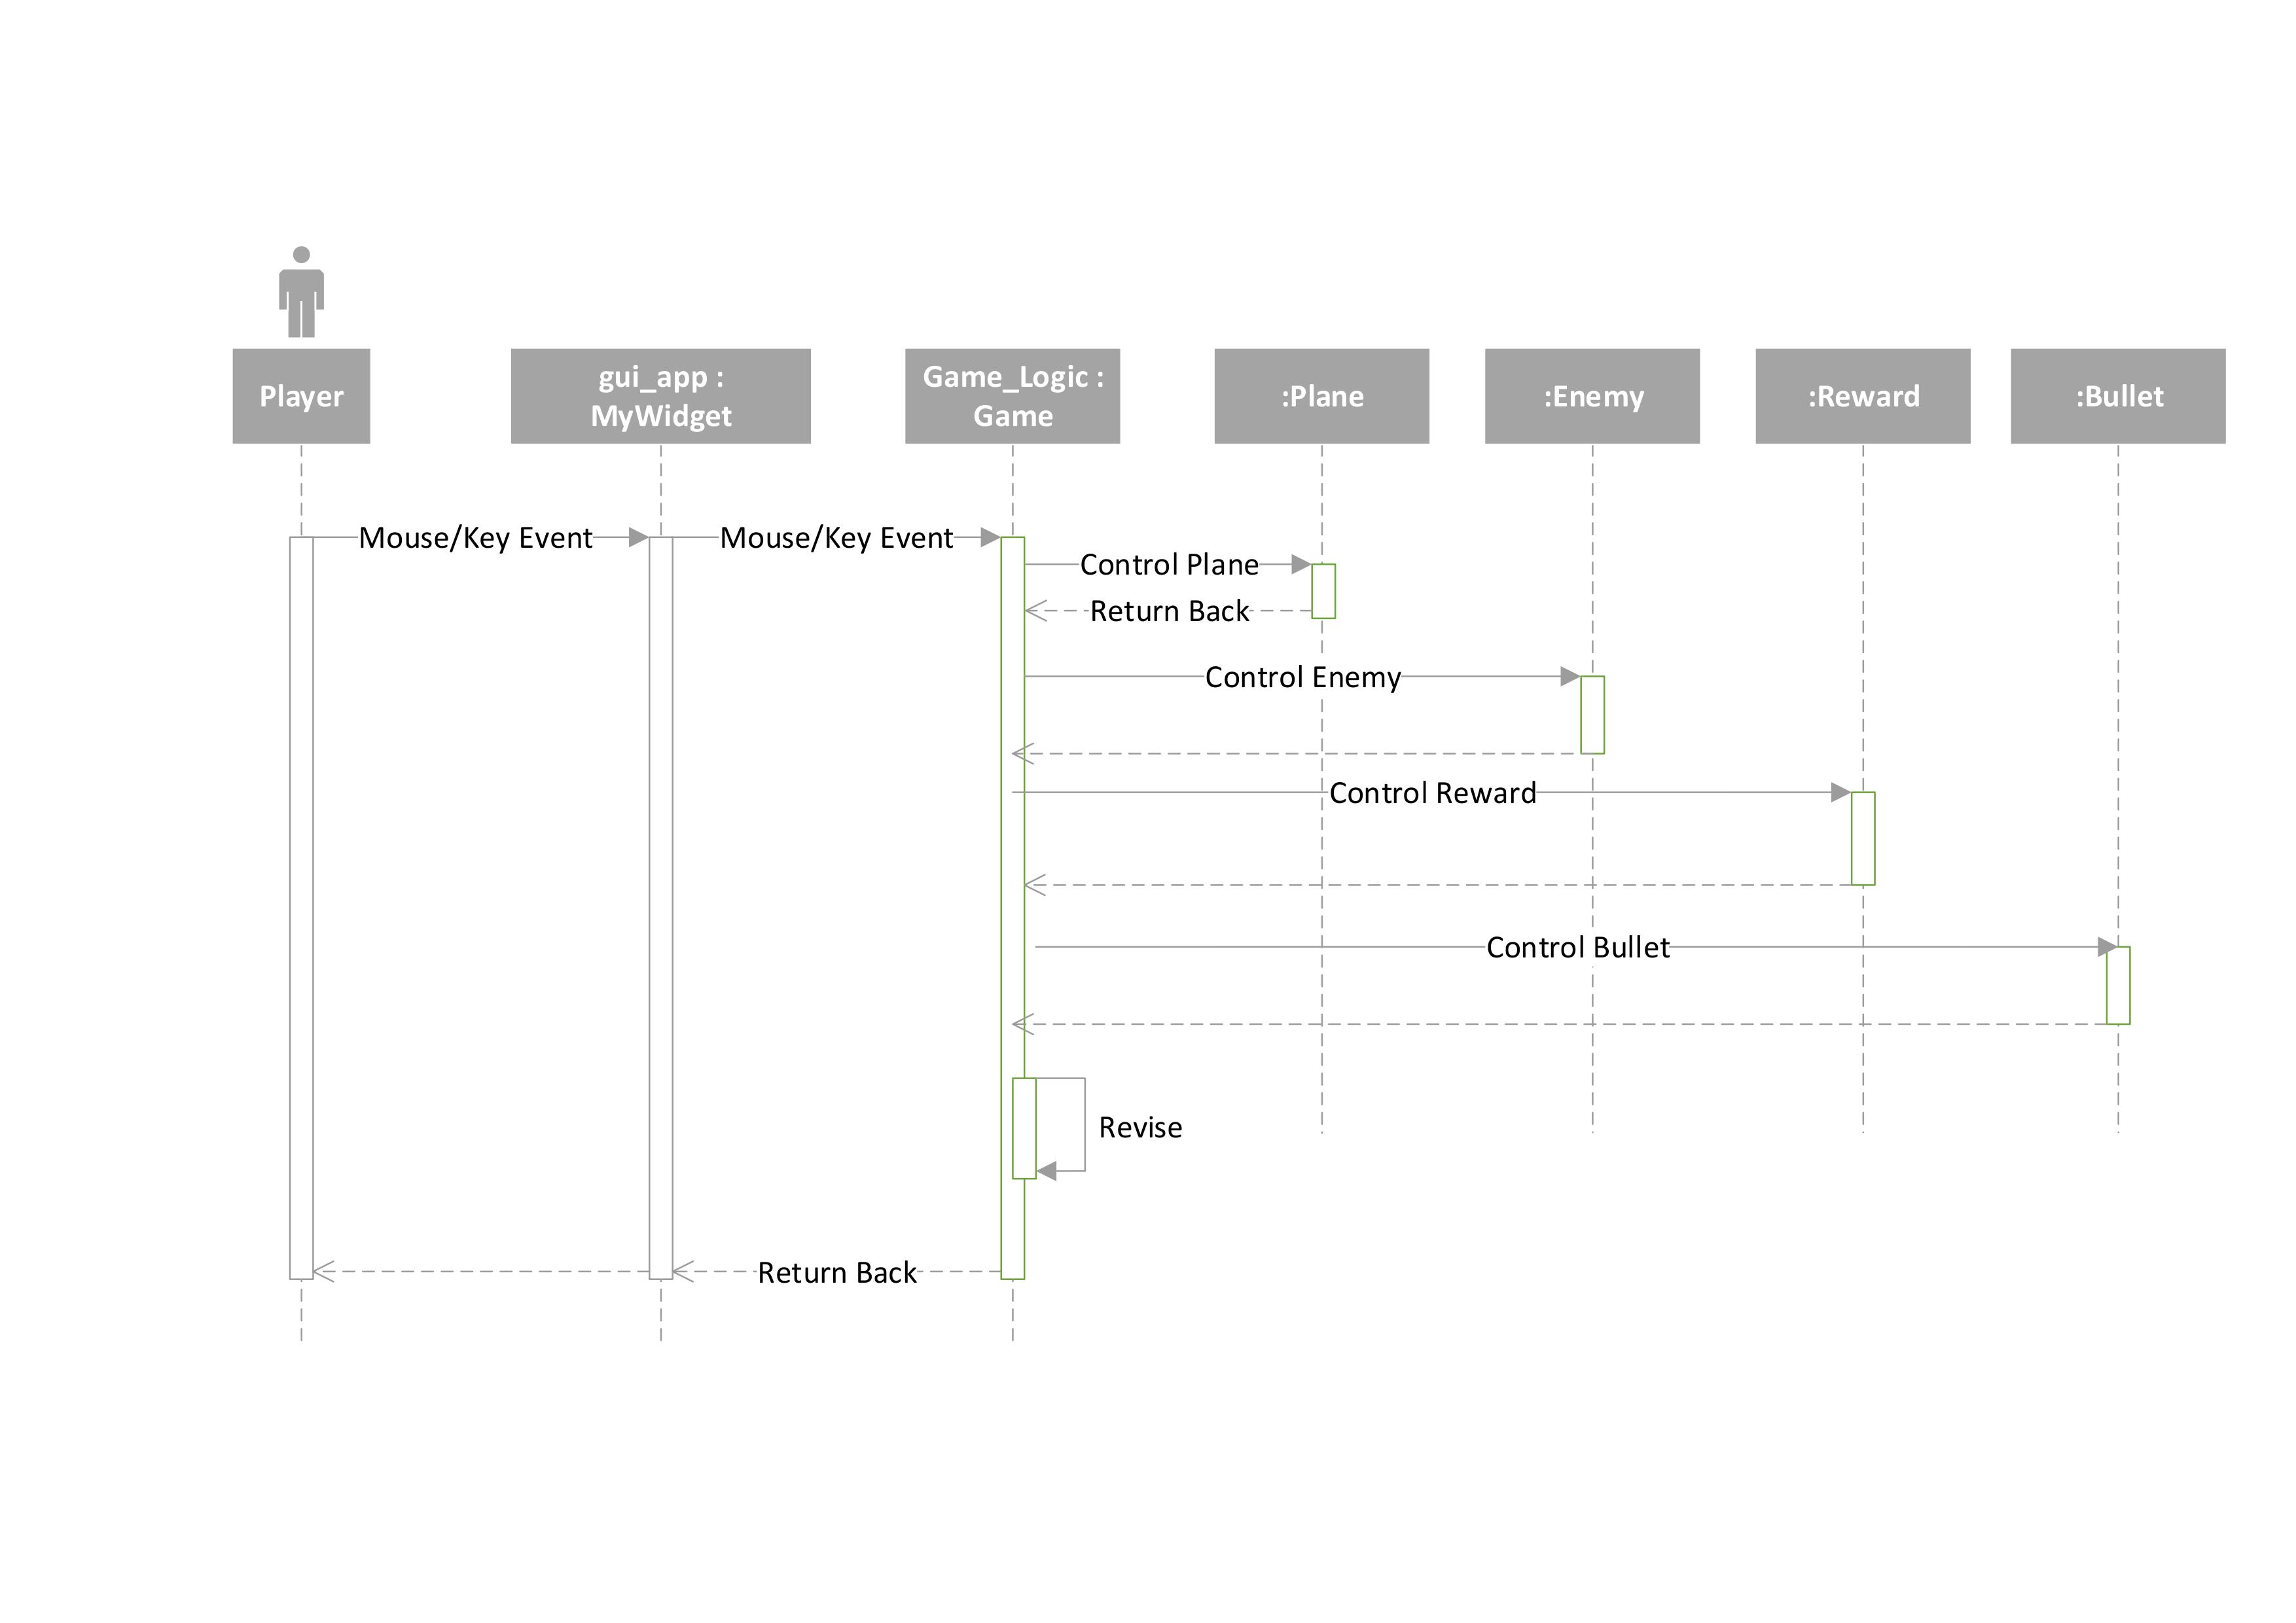 Player
gui_app :
MyWidget
Game_Logic :
Game
:Plane
:Enemy
:Reward
:Bullet
Mouse/Key Event
Mouse/Key Event
Control Plane
Return Back
Control Enemy
Control Reward
Control Bullet
Revise
Return Back